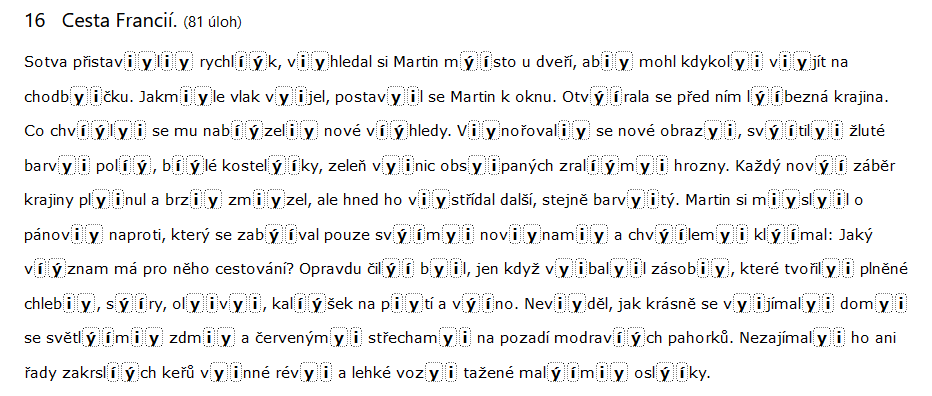 16 Cesta Francií. (81 úloh)
Sotva přistaviyliy rychlíýk, viyhledal si Martin mýísto u dveří, abiy mohl kdykolyi viyjít na
chodbyičku. Jakmiyle vlak vyijel, postavyil se Martin k oknu. Otvýírala se před ním lýíbezná krajina.
Co chvíýlyi se mu nabíýzeliy nové víýhledy. Viynořovaliy se nové obrazyi, svýítilyi žluté
barvyi políý, bíýlé kostelýíky, zeleň vyinic obsyipaných zralíýmyi hrozny. Každý novýí záběr
krajiny plyinul a brziy zmiyzel, ale hned ho viystřídal další, stejně barvyitý. Martin si miyslyil o
pánoviy naproti, který se zabýíval pouze svýímyi noviynamiy a chvýílemyi klýímal: Jaký
víýznam má pro něho cestování? Opravdu čilýí byil, jen když vyibalyil zásobiy, které tvořilyi plněné
chlebiy, sýíry, olyivyi, kalíýšek na piytí a výíno. Neviyděl, jak krásně se vyijímalyi domyi
se světlýímiy zdmiy a červenýmyi střechamyi na pozadí modravíých pahorků. Nezajímalyi ho ani
řady zakrslíých keřů vyinné révyi a lehké vozyi tažené malýímiy oslýíky.